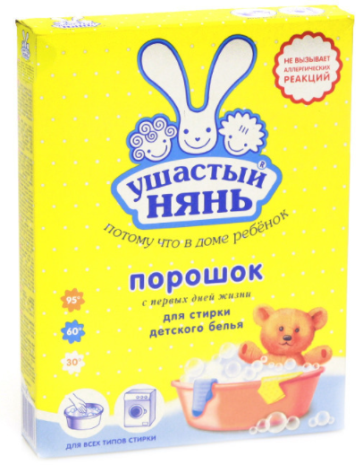 НЕ ВЫЗЫВАЕТ
АЛЛЕРГИЧЕСКИХ
РЕАКЦИЙ
УШАСТЫЙ
НЯНЬ®
потому что в доме ребёнок
порошок
с первых дней жизни
для стирки
детского белья
95°
60°
30°
ДЛЯ ВСЕХ ТИПОВ СТИРКИ